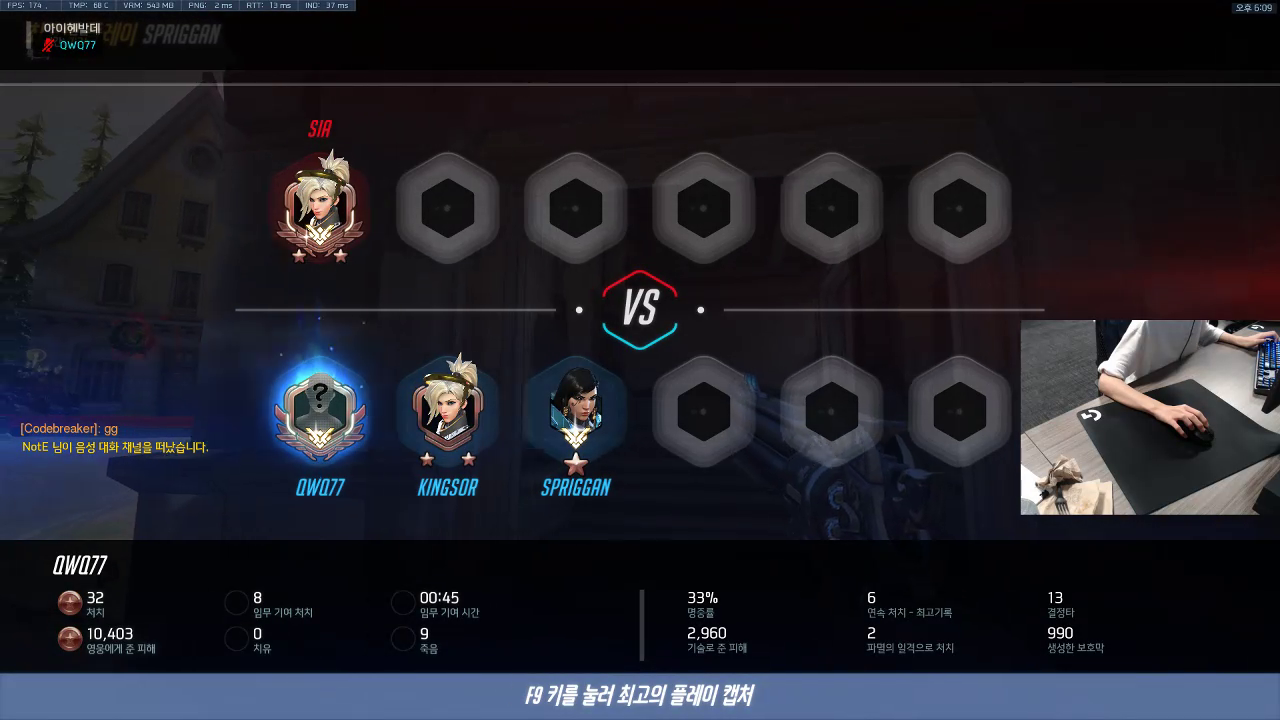 FPS: 174 TMP: 68 C VRM: 543 MB PNG: 2 ms RTT: 13 ms IND: 37 ms
오후 6:09
아이헤박데
레이 SPRIGGAN
QWQ77
SIR
VS
[Codebreaker]: gg
NotE 님이 음성 대화 채널을 떠났습니다.
QWQ77 KINGSOR SPRIGGAN
QWQ77
32 8 00:45 33% 6 13
처치 임무 기여 처치 임무 기여 시간 명중률 연속 처치 - 최고기록 결정타
10,403 0 9 2,960 2 990
영웅에게 준 피해 치유 죽음 기술로 준 피해 파멸의 일격으로 처치 생성한 보호막
F9 키를 눌러 최고의 플레이 캡처